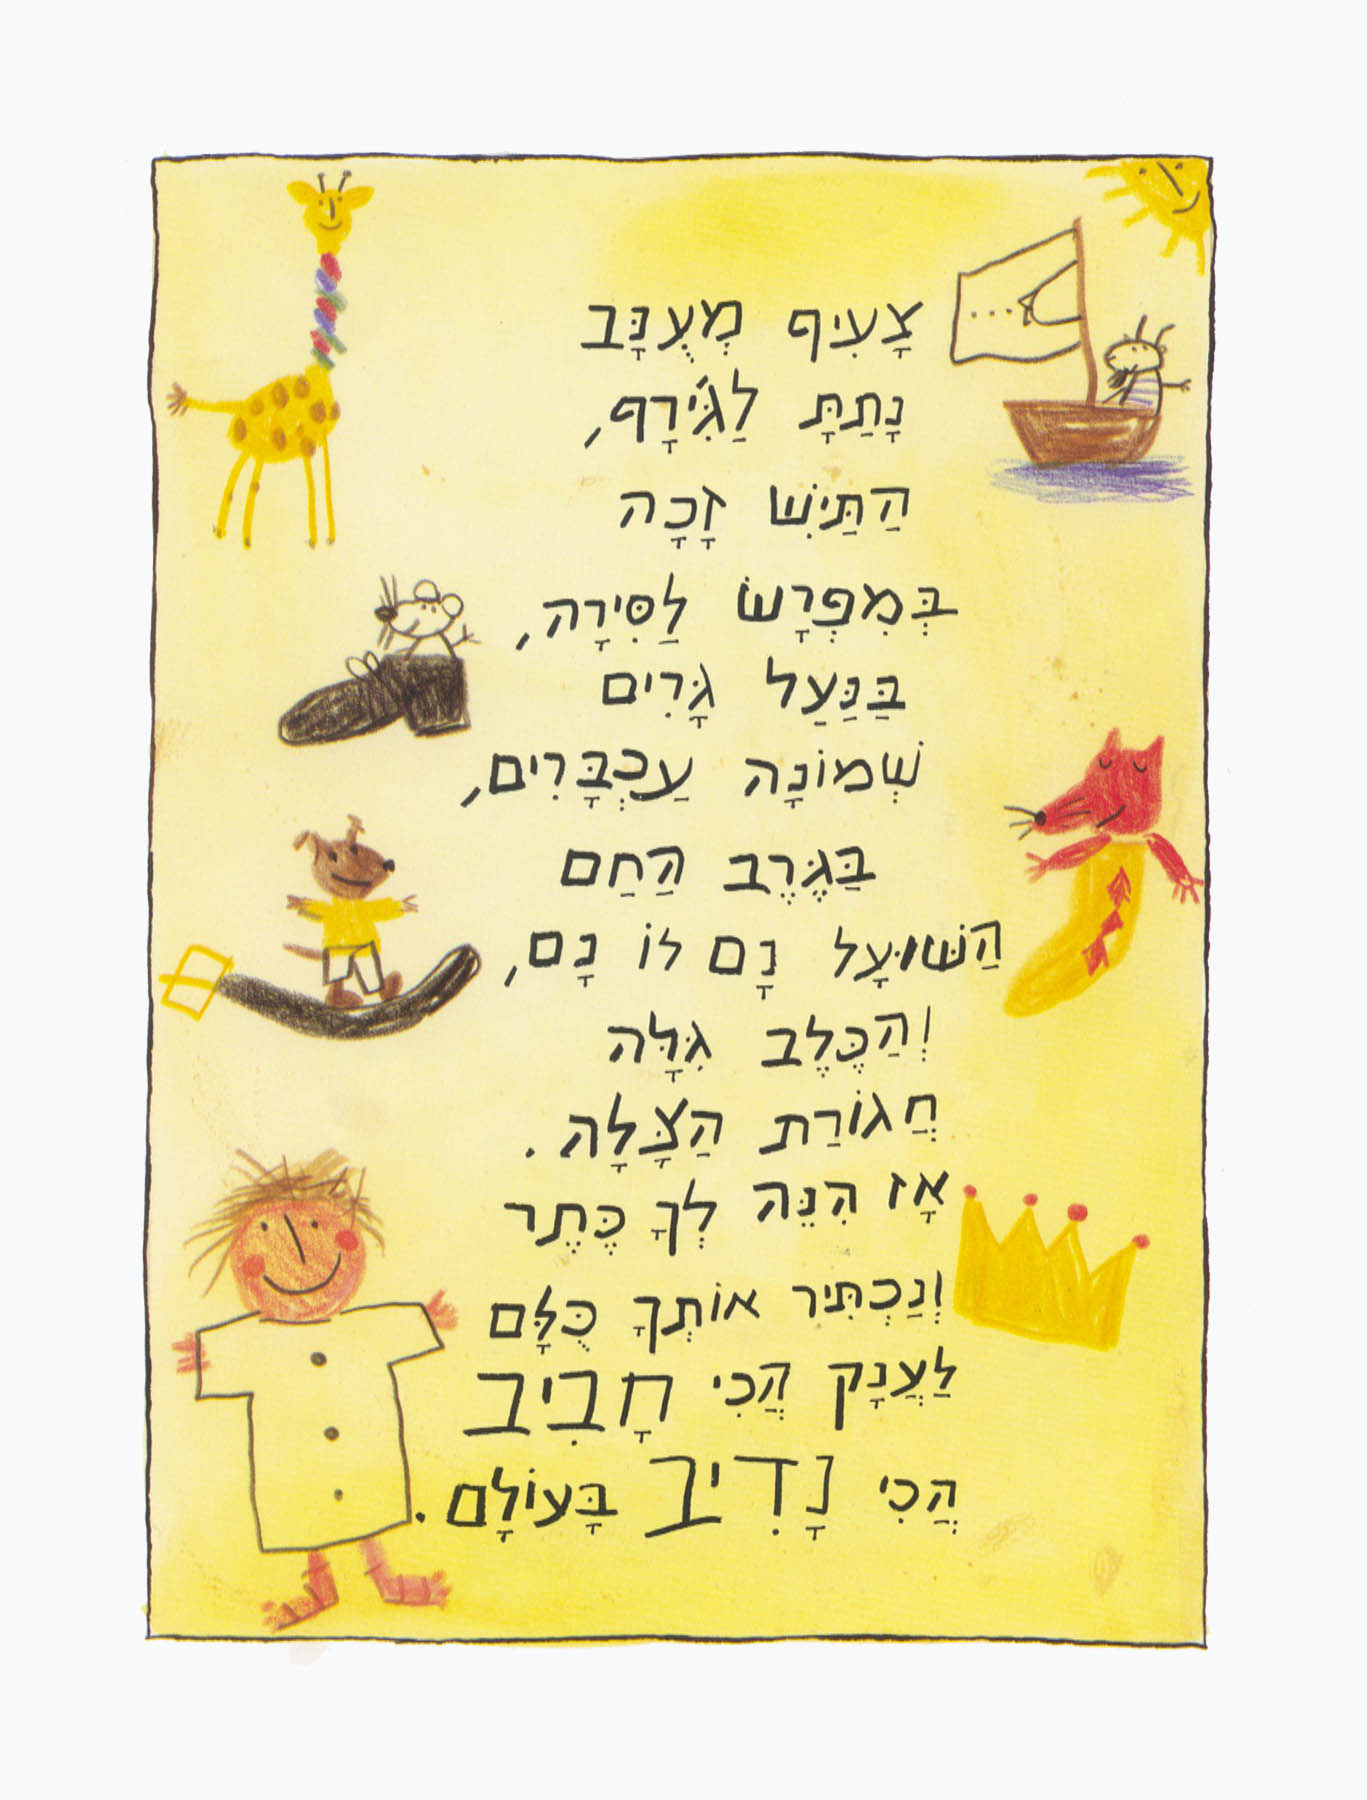 צָעִיף מְעֻנָּב
נָתַתָּ לַגִּ'ירָף,
הַתַּיִשׁ זָכָה
בְּמִפְרָשׂ לַסִּירָה,
בַּנַּעַל גָּרִים
שְׁמוֹנָה עַכְבָּרִים,
בַּגֶּרֶב הַחַם
הַשּׁוּעָל נָם לוֹ נָם,
וְהַכֶּלֶב גִּלָּה
חֲגוֹרַת הַצָּלָה.
אָז הִנֵּה לְךָ כֶּתֶר
וְנַכְתִּיר אוֹתְךָ כֻּלָּם
לַעֲנָק הֲכִי חָבִיב
הֲכִי נָדִיב בָּעוֹלָם.